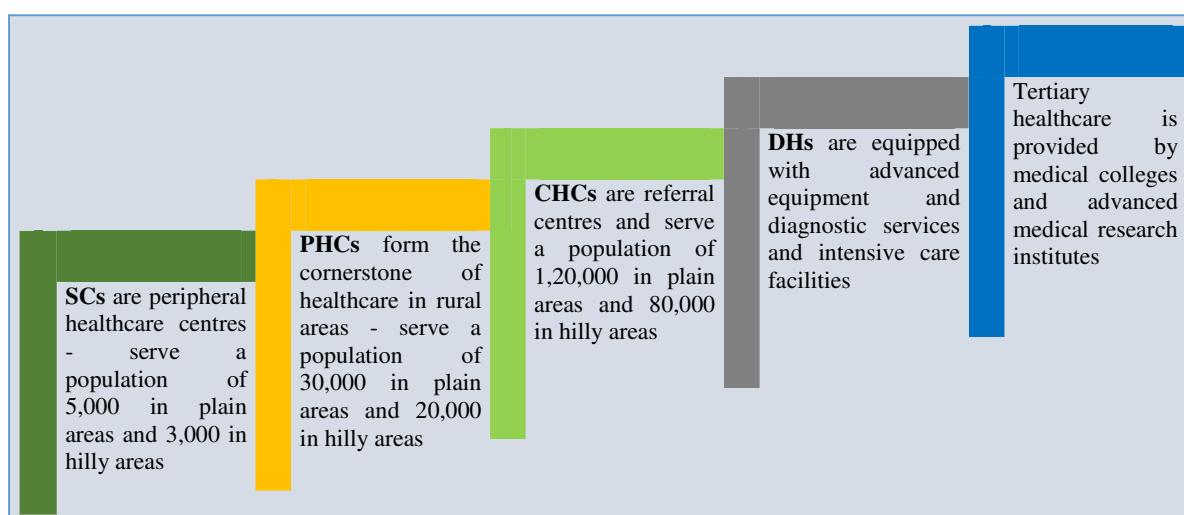 SCs are peripheral
healthcare centres
- serve a
population of
5,000 in plain
areas and 3,000 in
hilly areas
PHCs form the
cornerstone of
healthcare in rural
areas - serve a
population of
30,000 in plain
areas and 20,000
in hilly areas
CHCs are referral
centres and serve
a population of
1,20,000 in plain
areas and 80,000
in hilly areas
DHs are equipped
with advanced
equipment and
diagnostic services
and intensive care
facilities
Tertiary
healthcare is
provided by
medical colleges
and advanced
medical research
institutes